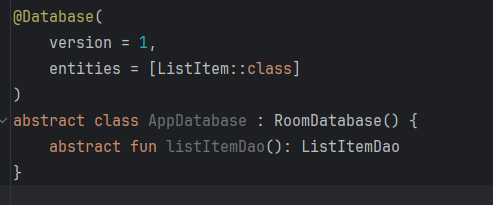 @Database(
    version = 1,
    entities = [ListItem::class]
)
abstract class AppDatabase : RoomDatabase() {
    abstract fun listItemDao(): ListItemDao
}